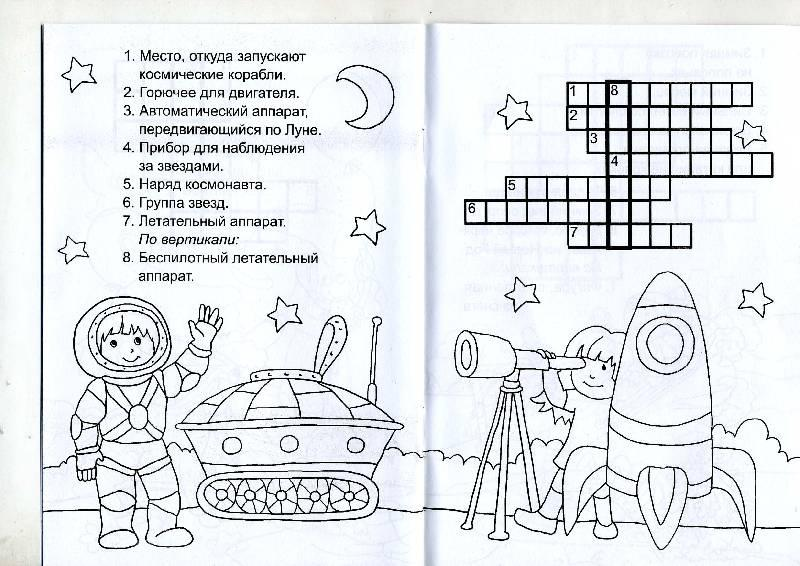 1. Место, откуда запускают
космические корабли.
2. Горючее для двигателя.
3. Автоматический аппарат,
передвигающийся по Луне.
4. Прибор для наблюдения
за звездами.
5. Наряд космонавта.
6. Группа звезд.
7. Летательный аппарат.
По вертикали:
8. Беспилотный летательный
аппарат.
1 8
2
3
4
5
6
7